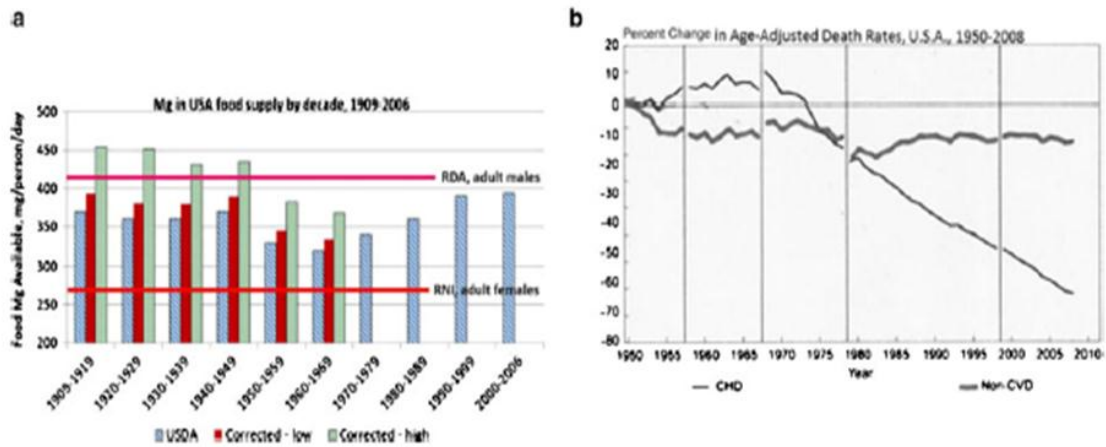 a
Mg in USA food supply by decade, 1909-2006
Food Mg Available, mg/person/day
500
450
400
350
300
250
200
RDA, adult males
RNI, adult females
1909-1919
1920-1929
1930-1939
1940-1949
1950-1959
1960-1969
1970-1979
1980-1989
1990-1999
2000-2006
USDA Corrected - low Corrected - high
b
Percent Change in Age-Adjusted Death Rates, U.S.A., 1950-2008
20
10
0
-10
-20
-30
-40
-50
-60
-70
-80
1950 1955 1960 1965 1970 1975 1980 1985 1990 1995 2000 2005 2010
Year
CHD Non CVD